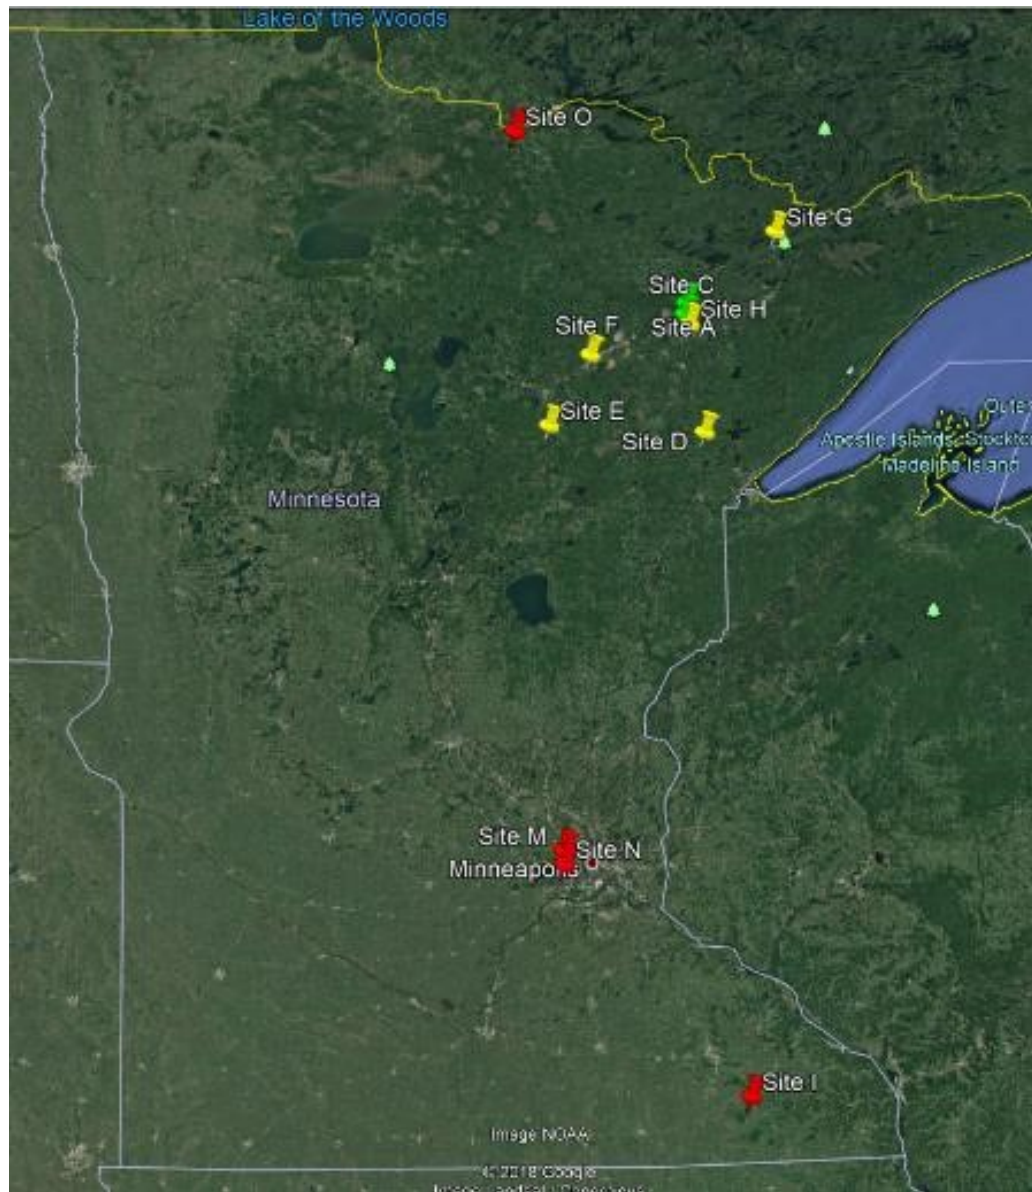 Lake of the Woods
Site O
Site G
Site C
Site H
Site F
Site A
Site E
Site D
Apostle Islands
Madeline Island
Minnesota
Site M
Site N
Minneapolis
Site I
Image NOAA
© 2018 Google